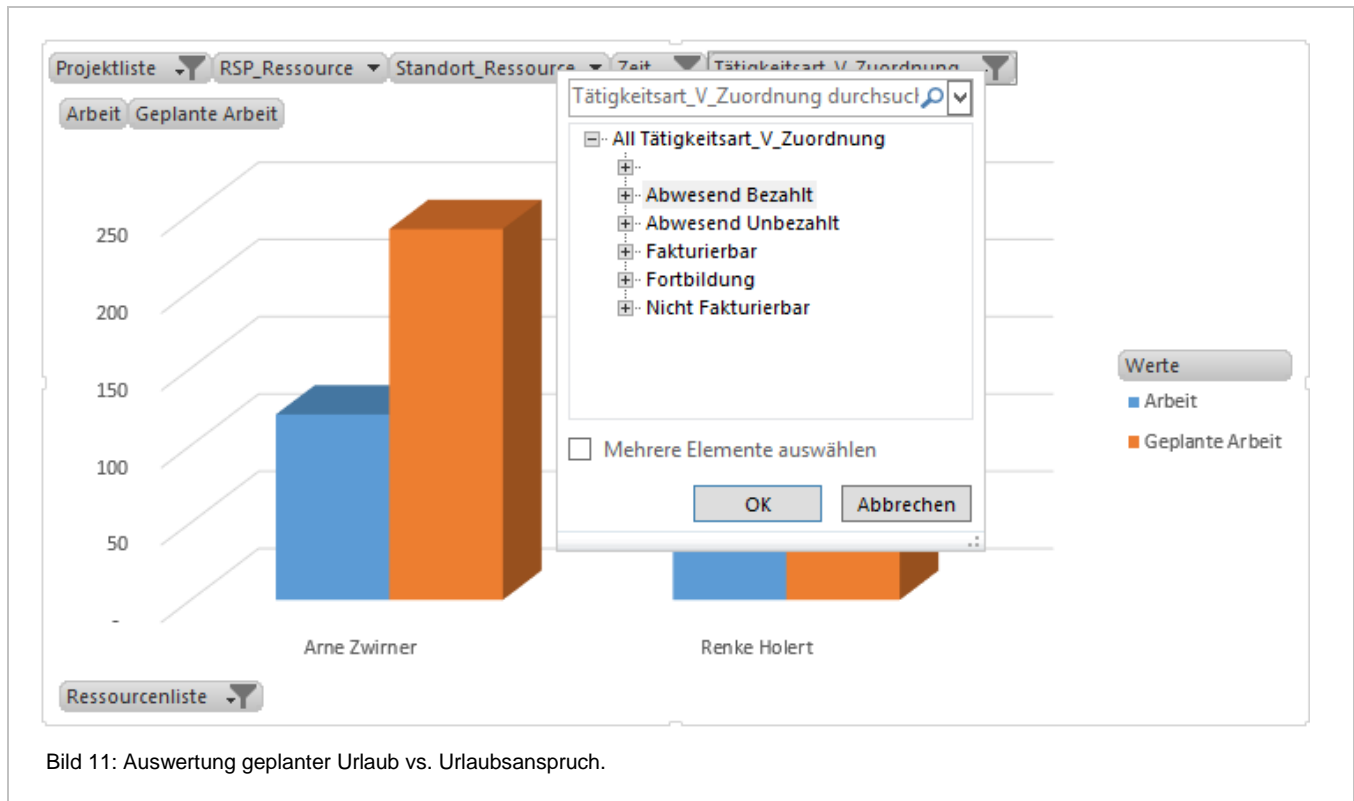 Projektliste RSP_Ressource Standort_Ressource Zeit Tätigkeitsart_V_Zuordnung
Arbeit Geplante Arbeit
Tätigkeitsart_V_Zuordnung durchsuch
All Tätigkeitsart_V_Zuordnung
Abwesend Bezahlt
Abwesend Unbezahlt
Fakturierbar
Fortbildung
Nicht Fakturierbar
Mehrere Elemente auswählen
OK Abbrechen
250
200
150
100
50
-
Werte
Arbeit
Geplante Arbeit
Arne Zwirner Renke Holert
Ressourcenliste
Bild 11: Auswertung geplanter Urlaub vs. Urlaubsanspruch.